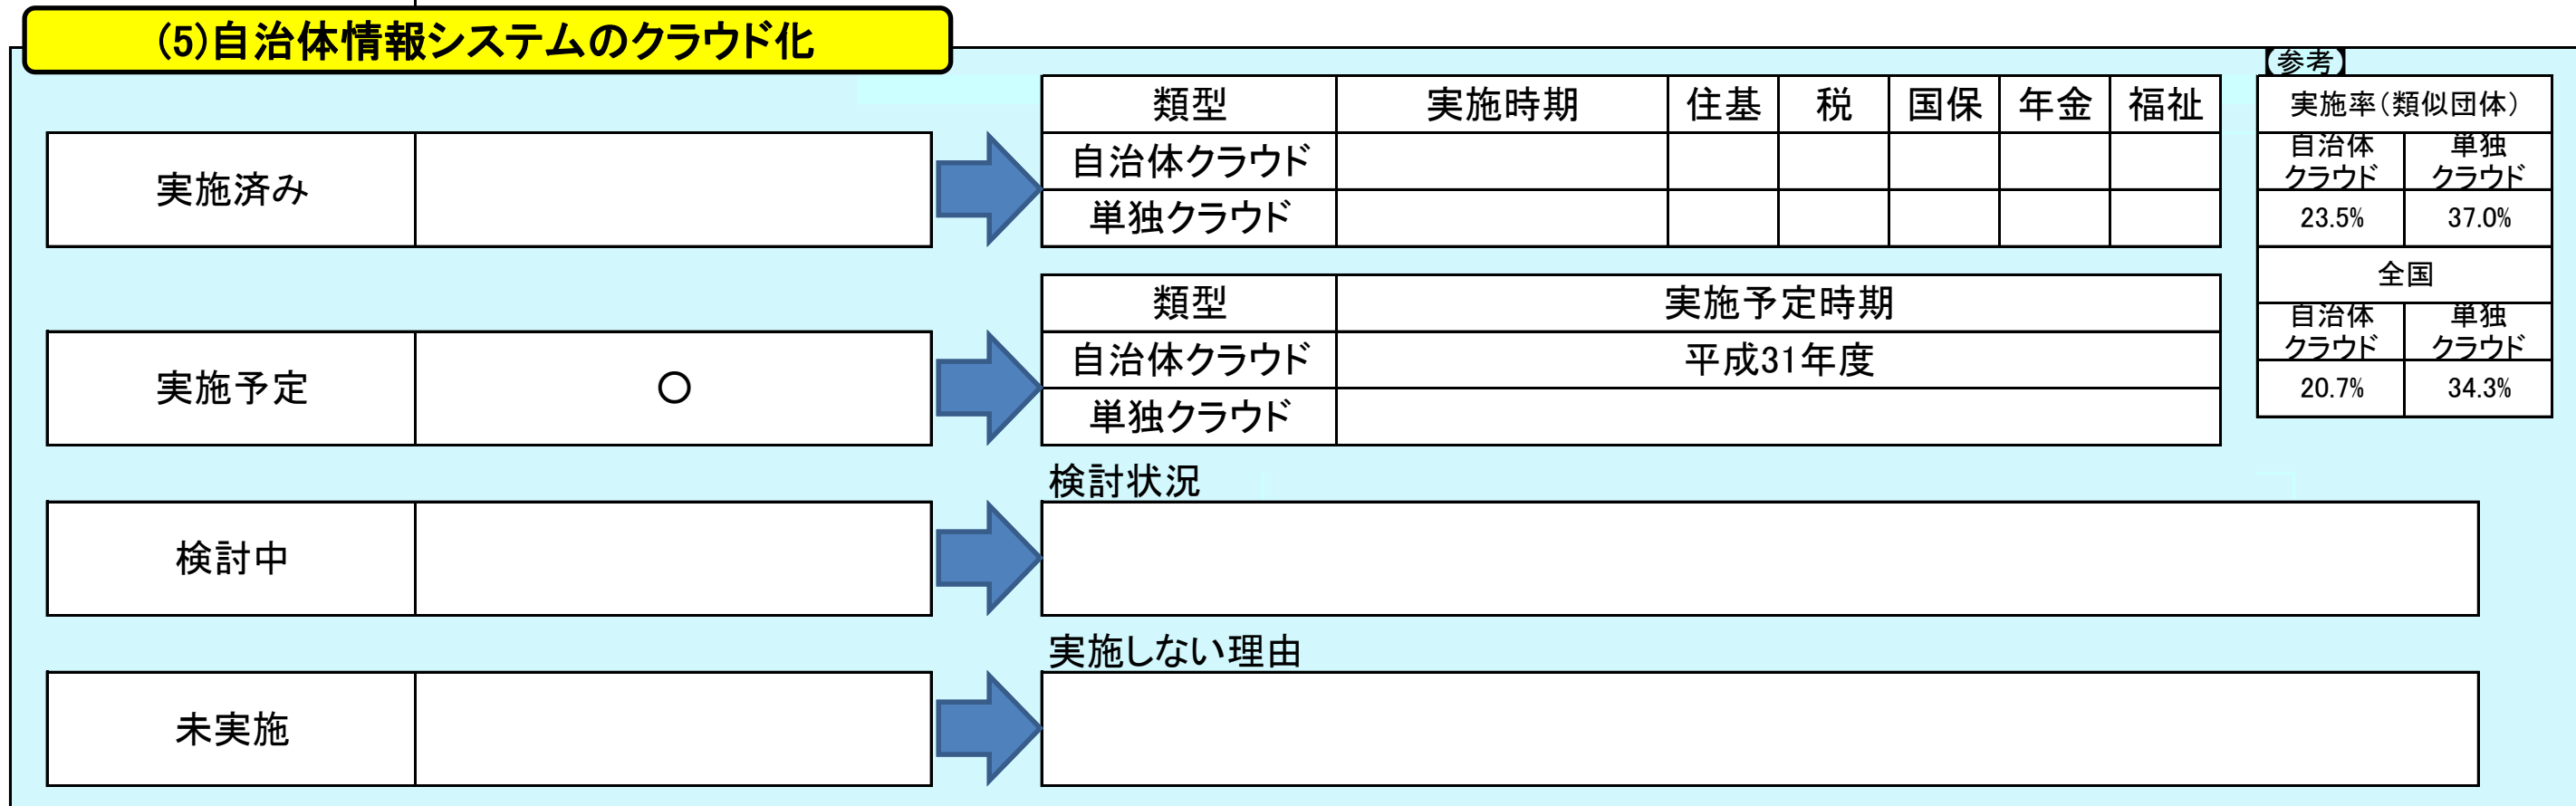 (5)自治体情報システムのクラウド化
【参考】
類型 実施時期 住基 税 国保 年金 福祉
実施済み
自治体クラウド
単独クラウド
実施率(類似団体)
自治体クラウド 単独クラウド
23.5% 37.0%
全国
自治体クラウド 単独クラウド
20.7% 34.3%
類型 実施予定時期
実施予定 ○
自治体クラウド 平成31年度
単独クラウド
検討状況
検討中
実施しない理由
未実施